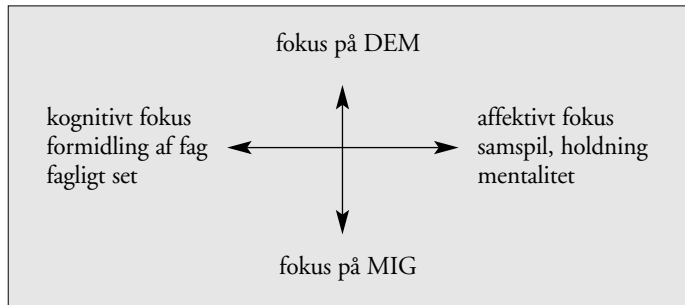 fokus på DEM
kognitivt fokus
formidling af fag
fagligt set
affektivt fokus
samspil, holdning
mentalitet
fokus på MIG